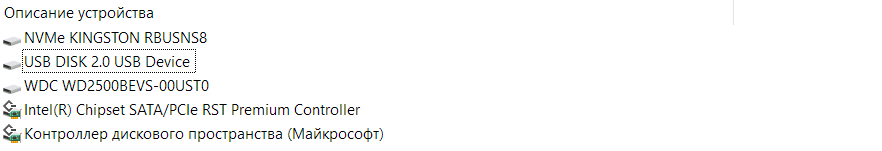 Описание устройства
NVMe KINGSTON RBUSNS8
USB DISK 2.0 USB Device
WDC WD2500BEVS-00UST0
Intel(R) Chipset SATA/PCIe RST Premium Controller
Контроллер дискового пространства (Майкрософт)